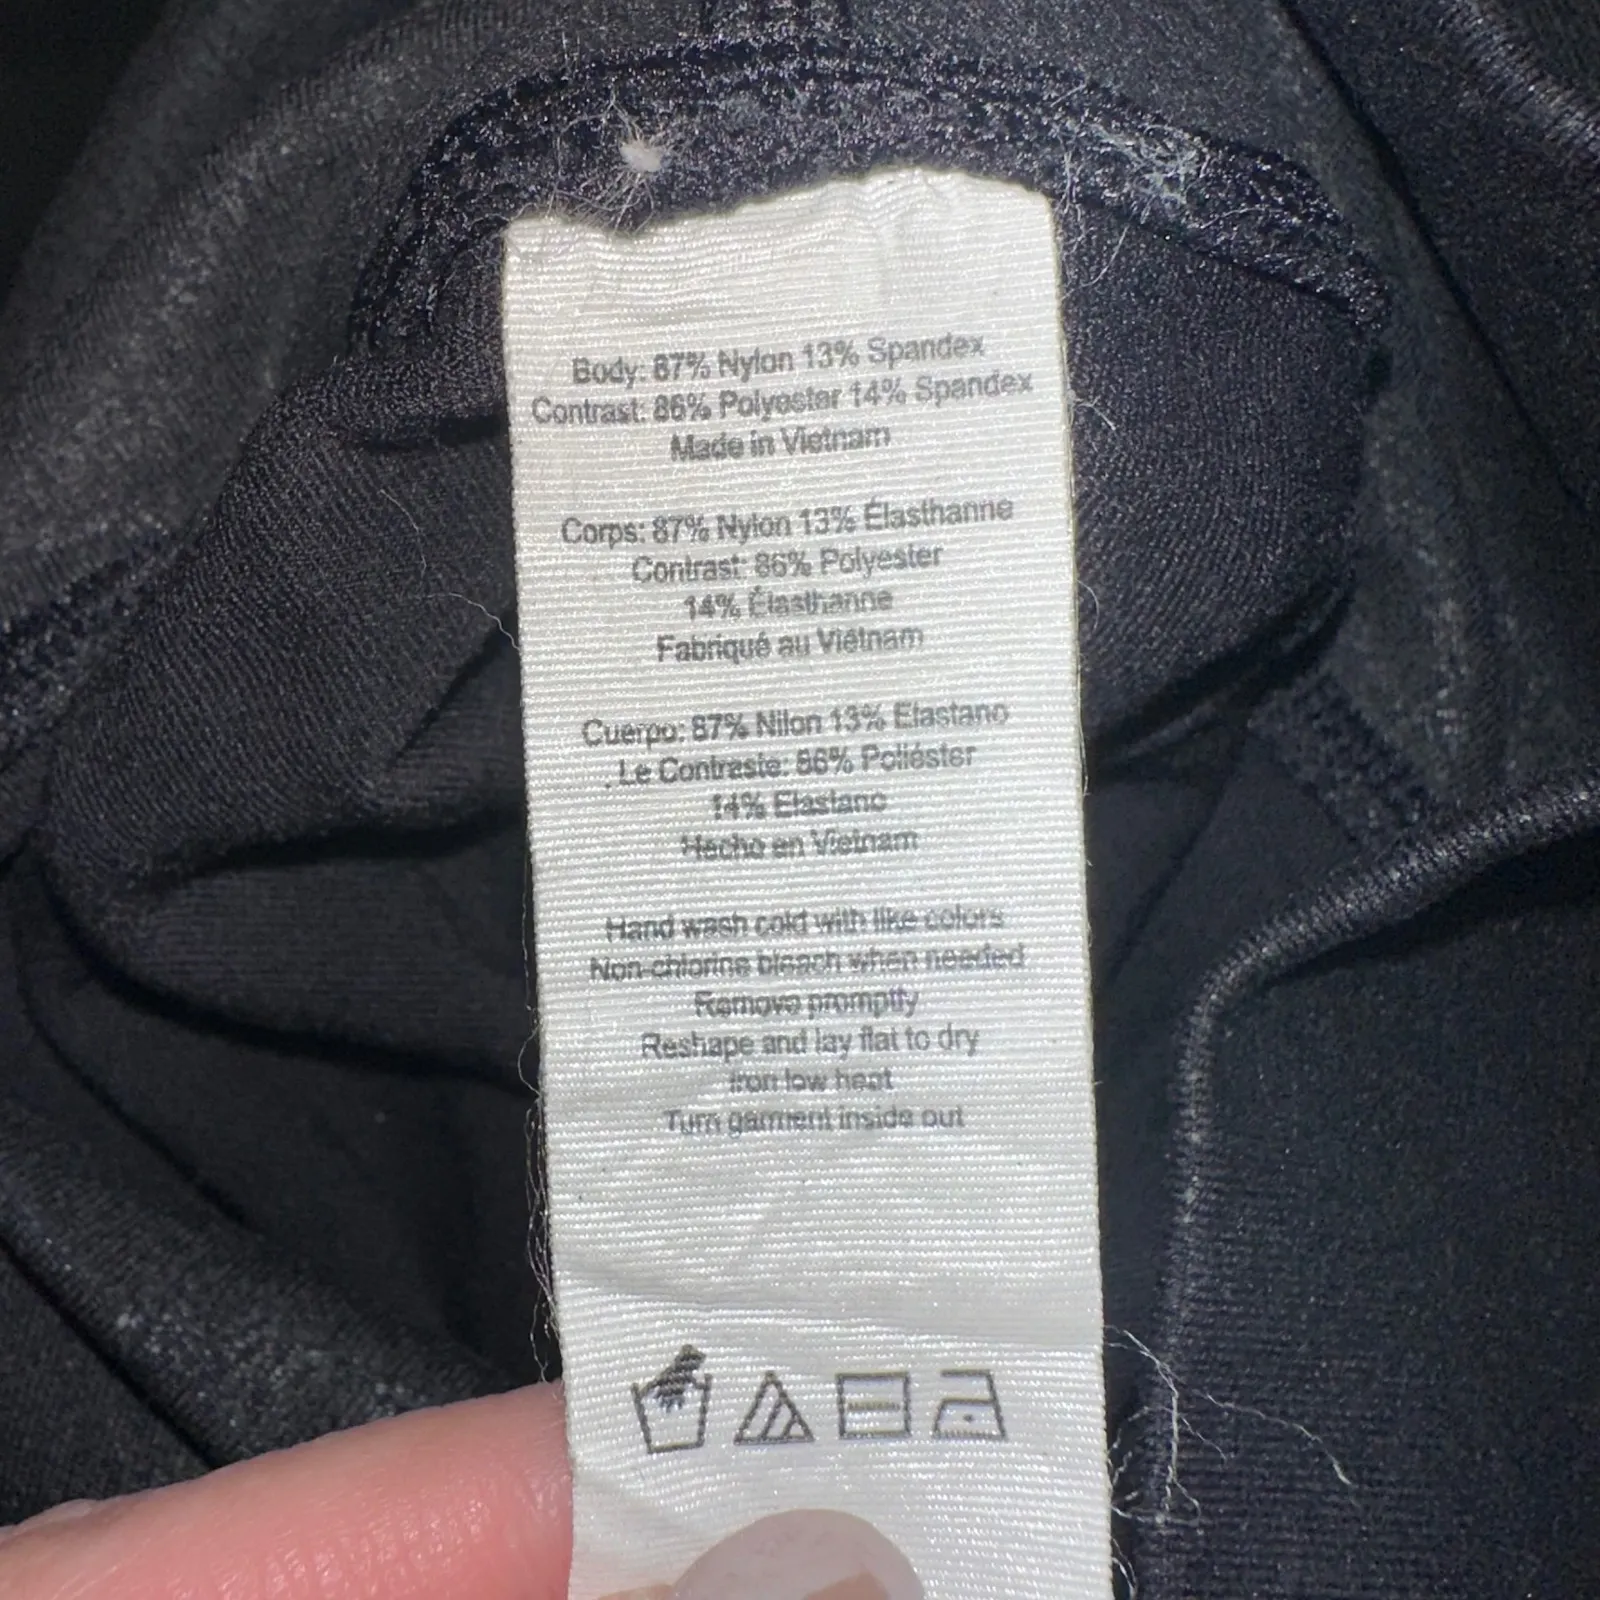 Body: 87% Nylon 13% Spandex
Contrast: 86% Polyester 14% Spandex
Made in Vietnam
Corps: 87% Nylon 13% Élasthanne
Contrast: 86% Polyester
14% Élasthanne
Fabriqué au Viêtnam
Cuerpo: 87% Nilon 13% Elastano
. Le Contraste: 86% Poliéster
14% Elastano
Hecho en Vietnam
Hand wash cold with like colors
Non-chlorine bleach when needed
Remove promptly
Reshape and lay flat to dry
Iron low heat
Turn garment inside out